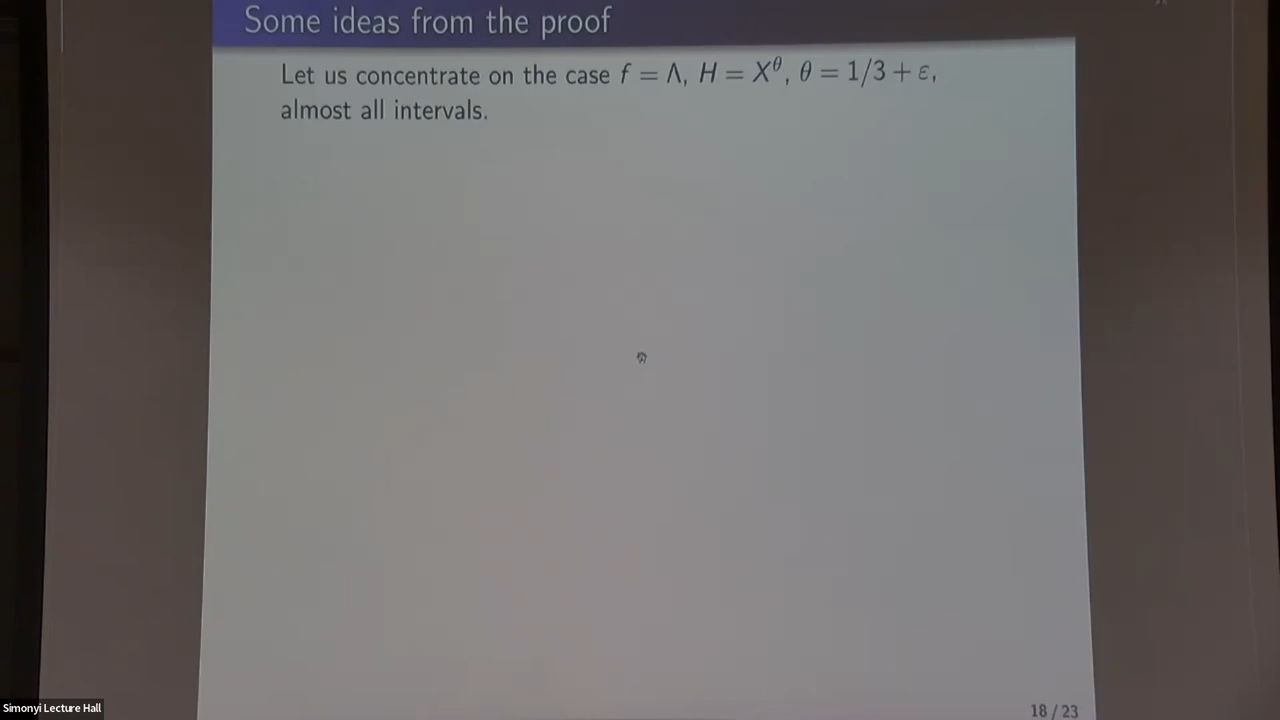 Some ideas from the proof
Let us concentrate on the case f = Λ, H = X^θ, θ = 1/3 + ε,
almost all intervals.
18 / 23
Simonyi Lecture Hall